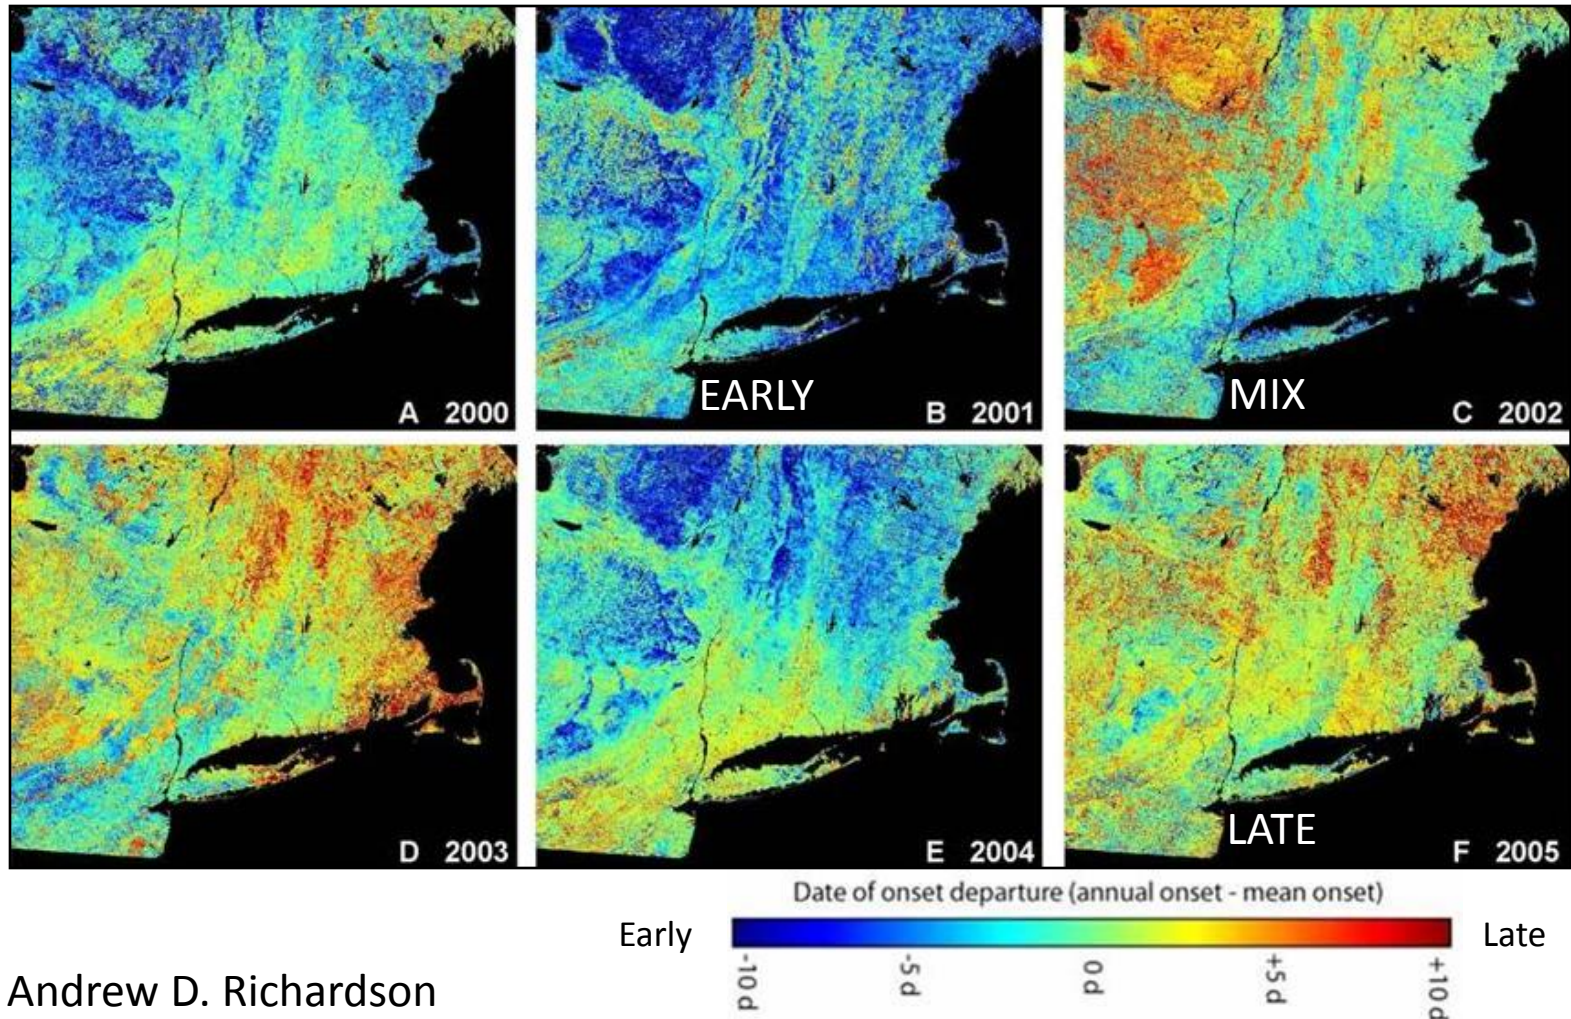 A 2000
EARLY
B 2001
MIX
C 2002
D 2003
E 2004
LATE
F 2005
Date of onset departure (annual onset - mean onset)
Early
Late
-10 d
-5 d
0 d
+5 d
+10 d
Andrew D. Richardson